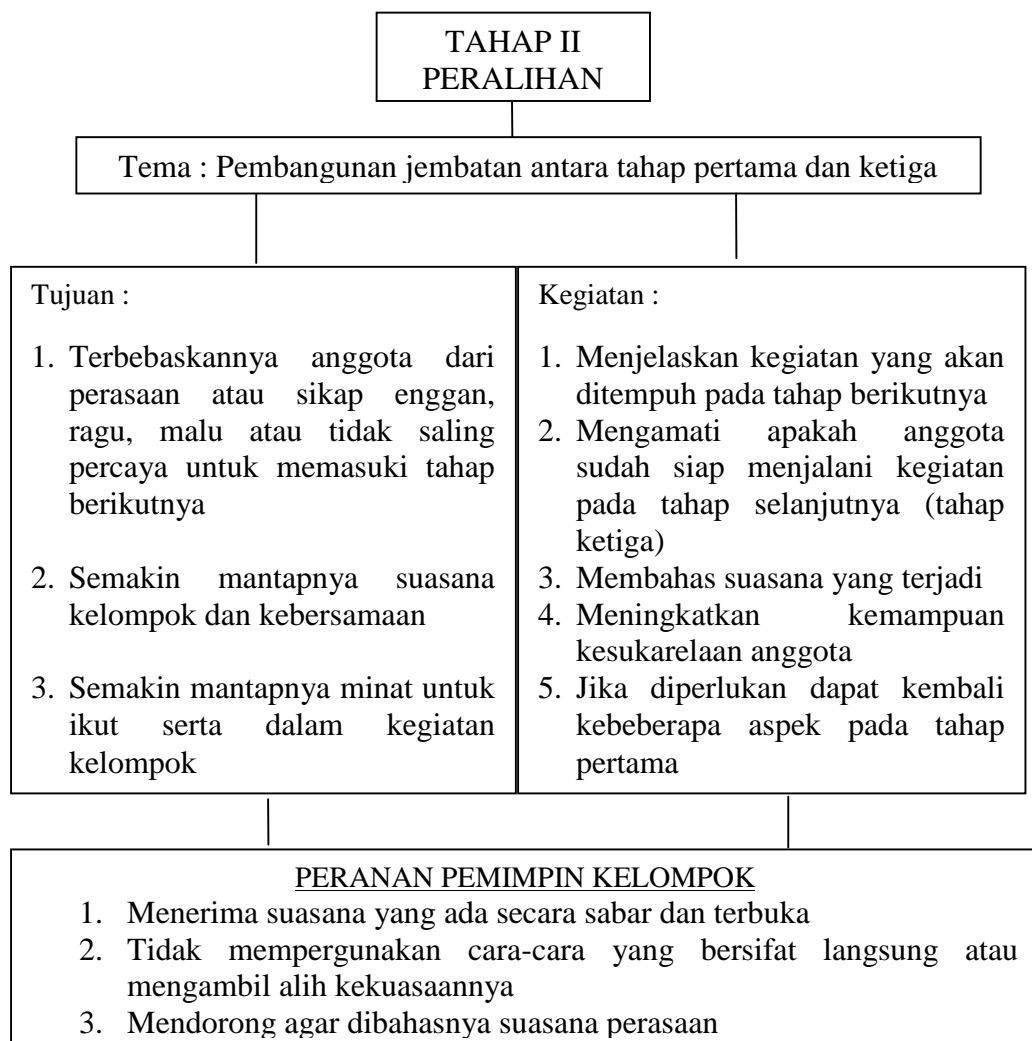 TAHAP II
PERALIHAN
Tema : Pembangunan jembatan antara tahap pertama dan ketiga
Tujuan :
1. Terbebaskannya anggota dari
perasaan atau sikap enggan,
ragu, malu atau tidak saling
percaya untuk memasuki tahap
berikutnya
2. Semakin mantapnya suasana
kelompok dan kebersamaan
3. Semakin mantapnya minat untuk
ikut serta dalam kegiatan
kelompok
Kegiatan :
1. Menjelaskan kegiatan yang akan
ditempuh pada tahap berikutnya
2. Mengamati apakah anggota
sudah siap menjalani kegiatan
pada tahap selanjutnya (tahap
ketiga)
3. Membahas suasana yang terjadi
4. Meningkatkan kemampuan
kesukarelaan anggota
5. Jika diperlukan dapat kembali
kebeberapa aspek pada tahap
pertama
PERANAN PEMIMPIN KELOMPOK
1. Menerima suasana yang ada secara sabar dan terbuka
2. Tidak mempergunakan cara-cara yang bersifat langsung atau
mengambil alih kekuasaannya
3. Mendorong agar dibahasnya suasana perasaan